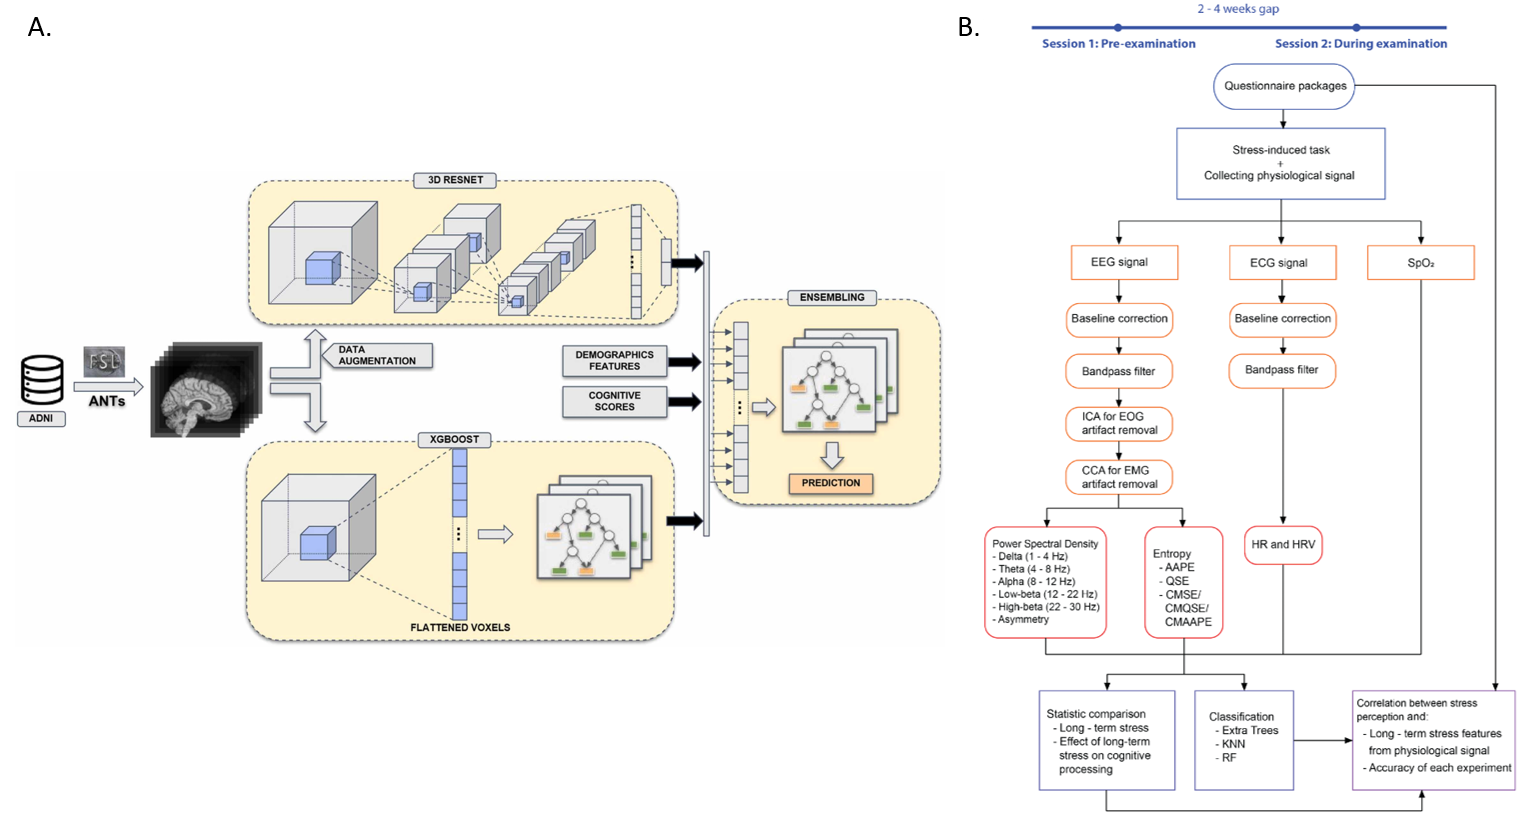 A.
3D RESNET
DATA
AUGMENTATION
FSL
ANTs
ADNI
DEMOGRAPHICS
FEATURES
COGNITIVE
SCORES
ENSEMBLING
PREDICTION
XGBOOST
FLATTENED VOXELS
B.
2 - 4 weeks gap
Session 1: Pre-examination
Session 2: During examination
Questionnaire packages
Stress-induced task
+
Collecting physiological signal
EEG signal
ECG signal
SpO₂
Baseline correction
Baseline correction
Bandpass filter
Bandpass filter
ICA for EOG
artifact removal
CCA for EMG
artifact removal
Power Spectral Density
- Delta (1 - 4 Hz)
- Theta (4 - 8 Hz)
- Alpha (8 - 12 Hz)
- Low-beta (12 - 22 Hz)
- High-beta (22 - 30 Hz)
- Asymmetry
Entropy
- AAPE
- QSE
- CMSE/
CMQSE/
CMAAPE
HR and HRV
Statistic comparison
- Long - term stress
- Effect of long-term
stress on cognitive
processing
Classification
- Extra Trees
- KNN
- RF
Correlation between stress
perception and:
- Long - term stress features
from physiological signal
- Accuracy of each experiment